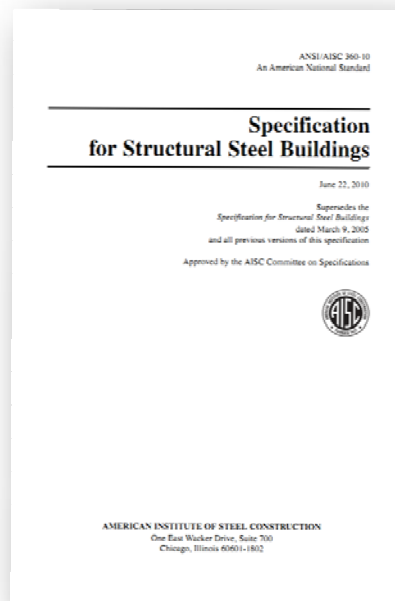 ANSI/AISC 360-10
An American National Standard
Specification
for Structural Steel Buildings
June 22, 2010
Supersedes the
Specification for Structural Steel Buildings
dated March 9, 2005
and all previous versions of this specification
Approved by the AISC Committee on Specifications
AISC
AMERICAN INSTITUTE OF STEEL CONSTRUCTION
One East Wacker Drive, Suite 700
Chicago, Illinois 60601-1802